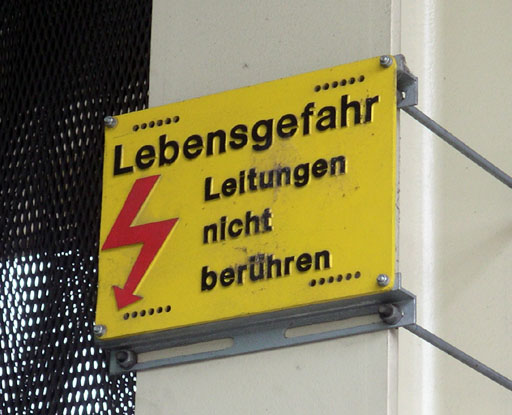 Lebensgefahr
Leitungen
nicht
berühren